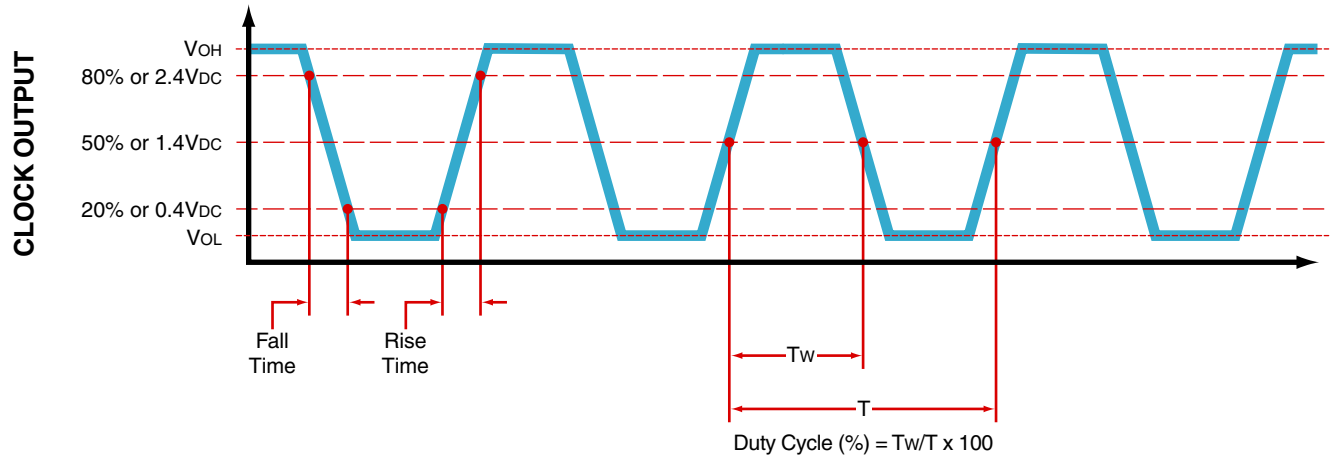 CLOCK OUTPUT
VOH
80% or 2.4VDC
50% or 1.4VDC
20% or 0.4VDC
VOL
Fall
Time
Rise
Time
TW
T
Duty Cycle (%) = TW/T x 100